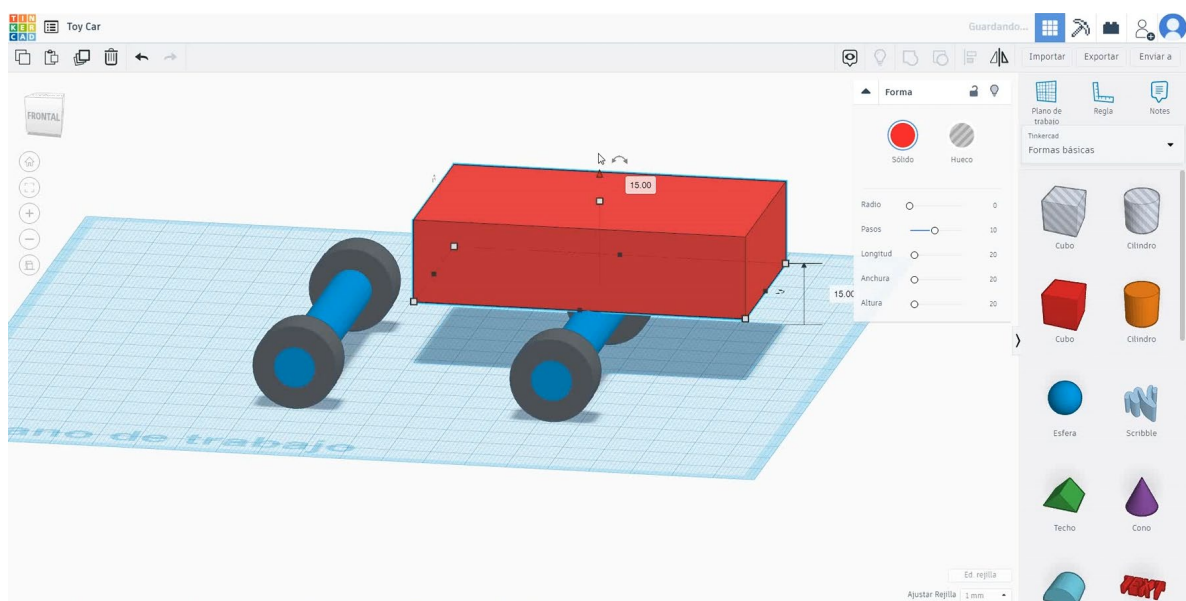 TIN
KER
CAD
Toy Car
Guardando...
Importar
Exportar
Enviar a
FRONTAL
Forma
Sólido
Hueco
Radio
0
Pasos
10
Longitud
20
Anchura
20
Altura
20
15.00
15.00
Plano de
trabajo
Regla
Notes
Tinkercad
Formas básicas
Cubo
Cilindro
Cubo
Cilindro
Esfera
Scribble
Techo
Cono
TEXT
ano de trabajo
Ed. rejilla
Ajustar Rejilla
1 mm